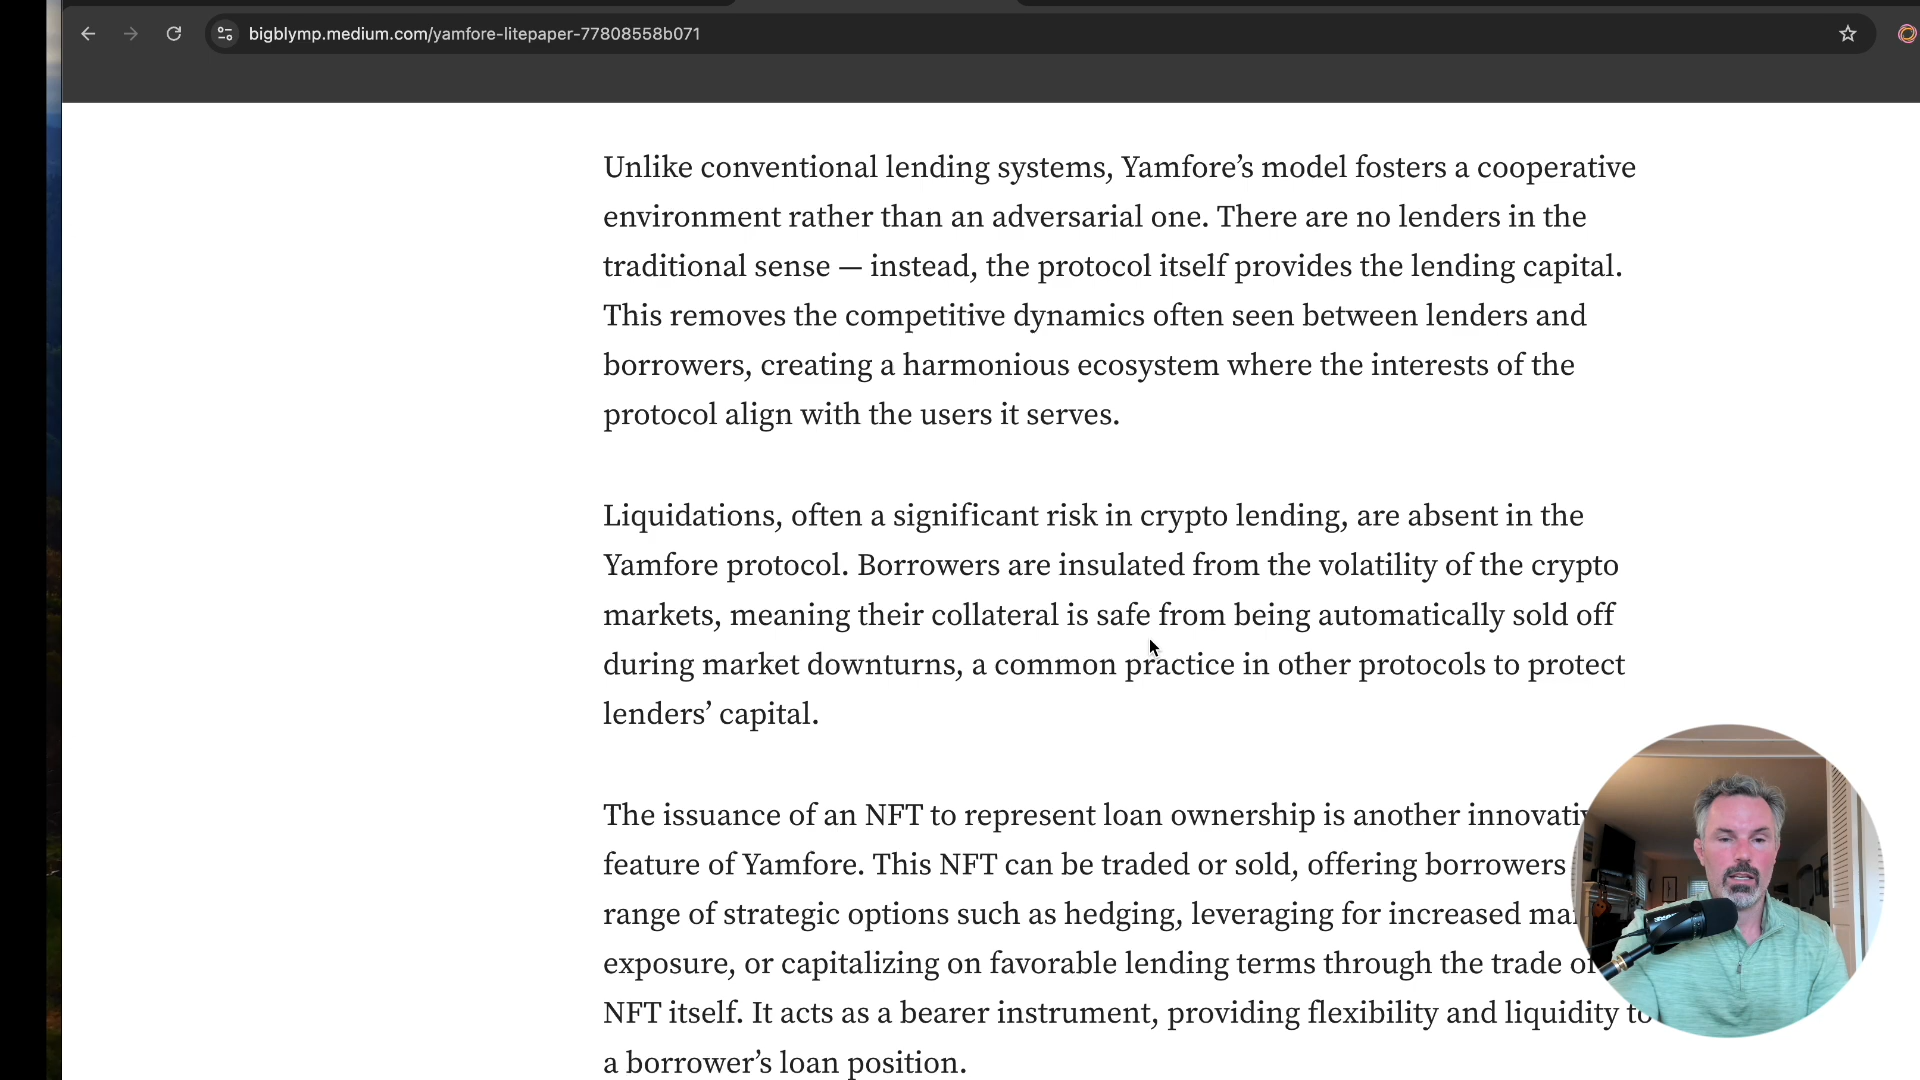 bigblymp.medium.com/yamfore-litepaper-77808558b071
Unlike conventional lending systems, Yamfore’s model fosters a cooperative
environment rather than an adversarial one. There are no lenders in the
traditional sense — instead, the protocol itself provides the lending capital.
This removes the competitive dynamics often seen between lenders and
borrowers, creating a harmonious ecosystem where the interests of the
protocol align with the users it serves.
Liquidations, often a significant risk in crypto lending, are absent in the
Yamfore protocol. Borrowers are insulated from the volatility of the crypto
markets, meaning their collateral is safe from being automatically sold off
during market downturns, a common practice in other protocols to protect
lenders’ capital.
The issuance of an NFT to represent loan ownership is another
feature of Yamfore. This NFT can be traded or sold, offering borrowers
range of strategic options such as hedging, leveraging for increased
exposure, or capitalizing on favorable lending terms through the trade
NFT itself. It acts as a bearer instrument, providing flexibility and liquidity to
a borrower’s loan position.